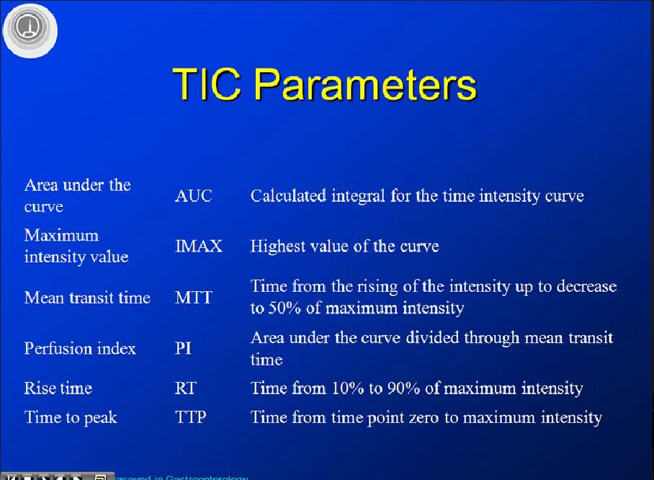 TIC Parameters
Area under the curve AUC Calculated integral for the time intensity curve
Maximum intensity value IMAX Highest value of the curve
Mean transit time MTT Time from the rising of the intensity up to decrease to 50% of maximum intensity
Perfusion index PI Area under the curve divided through mean transit time
Rise time RT Time from 10% to 90% of maximum intensity
Time to peak TTP Time from time point zero to maximum intensity
in Gastroenterology